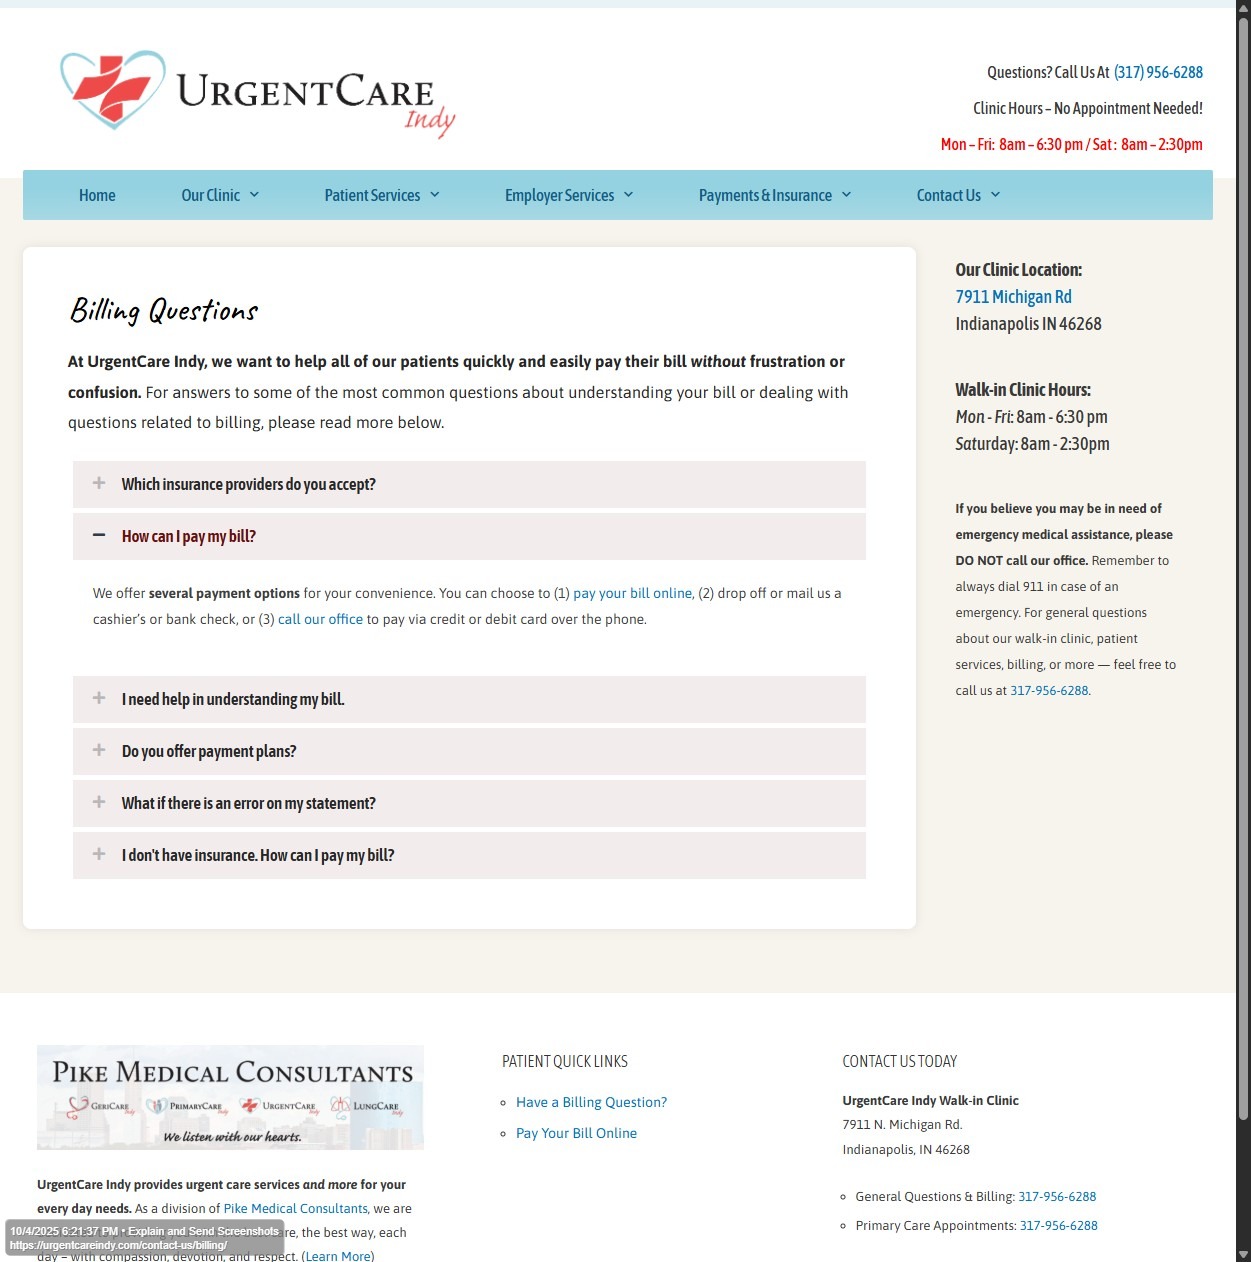 URGENTCARE
Indy
Questions? Call Us At (317) 956-6288
Clinic Hours – No Appointment Needed!
Mon – Fri: 8am – 6:30 pm / Sat: 8am – 2:30pm
Home
Our Clinic
Patient Services
Employer Services
Payments & Insurance
Contact Us
Billing Questions
At UrgentCare Indy, we want to help all of our patients quickly and easily pay their bill without frustration or
confusion. For answers to some of the most common questions about understanding your bill or dealing with
questions related to billing, please read more below.
Which insurance providers do you accept?
How can I pay my bill?
We offer several payment options for your convenience. You can choose to (1) pay your bill online, (2) drop off or mail us a
cashier’s or bank check, or (3) call our office to pay via credit or debit card over the phone.
I need help in understanding my bill.
Do you offer payment plans?
What if there is an error on my statement?
I don't have insurance. How can I pay my bill?
Our Clinic Location:
7911 Michigan Rd
Indianapolis IN 46268
Walk-in Clinic Hours:
Mon - Fri: 8am - 6:30 pm
Saturday: 8am - 2:30pm
If you believe you may be in need of
emergency medical assistance, please
DO NOT call our office. Remember to
always dial 911 in case of an
emergency. For general questions
about our walk-in clinic, patient
services, billing, or more — feel free to
call us at 317-956-6288.
PIKE MEDICAL CONSULTANTS
GERICARE Indy PRIMARYCARE Indy URGENTCARE Indy LUNGCARE Indy
We listen with our hearts.
UrgentCare Indy provides urgent care services and more for your
every day needs. As a division of Pike Medical Consultants, we are
re, the best way, each
day – with compassion, devotion, and respect. (Learn More)
PATIENT QUICK LINKS
Have a Billing Question?
Pay Your Bill Online
CONTACT US TODAY
UrgentCare Indy Walk-in Clinic
7911 N. Michigan Rd.
Indianapolis, IN 46268
General Questions & Billing: 317-956-6288
Primary Care Appointments: 317-956-6288
10/4/2025 6:21:37 PM • Explain and Send Screenshots
https://urgentcareindy.com/contact-us/billing/